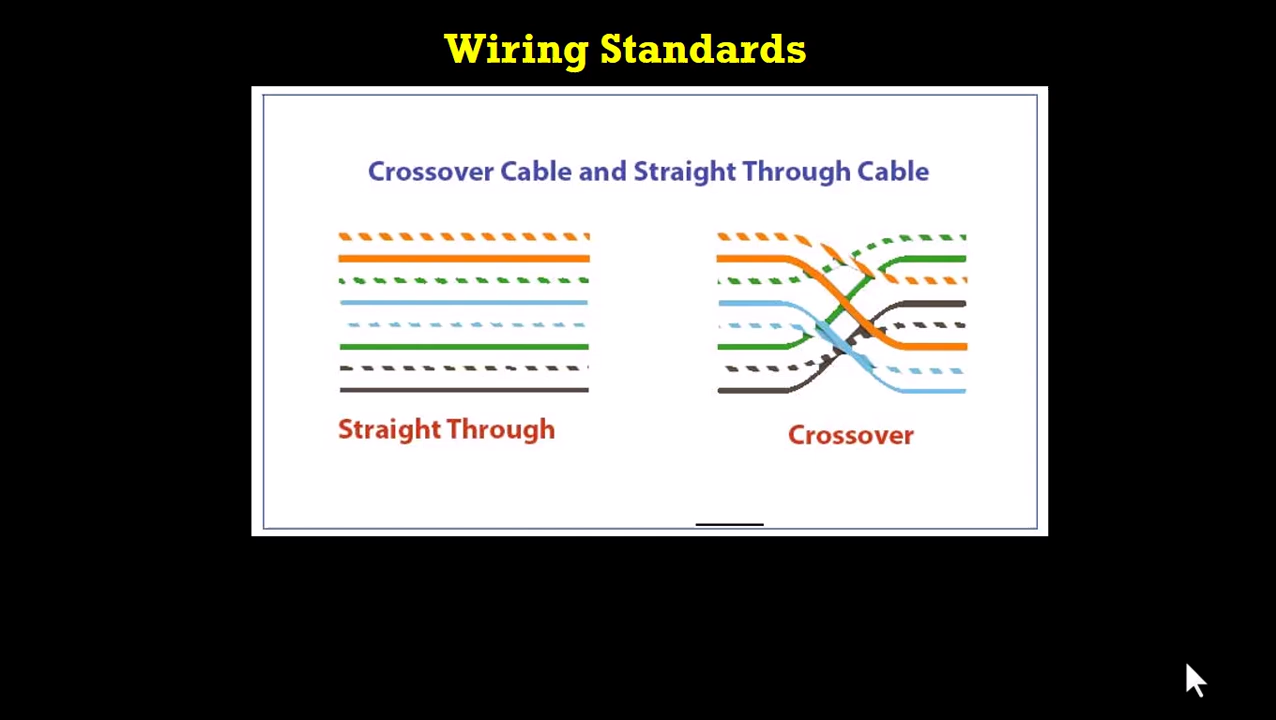 Wiring Standards
Crossover Cable and Straight Through Cable
Straight Through
Crossover